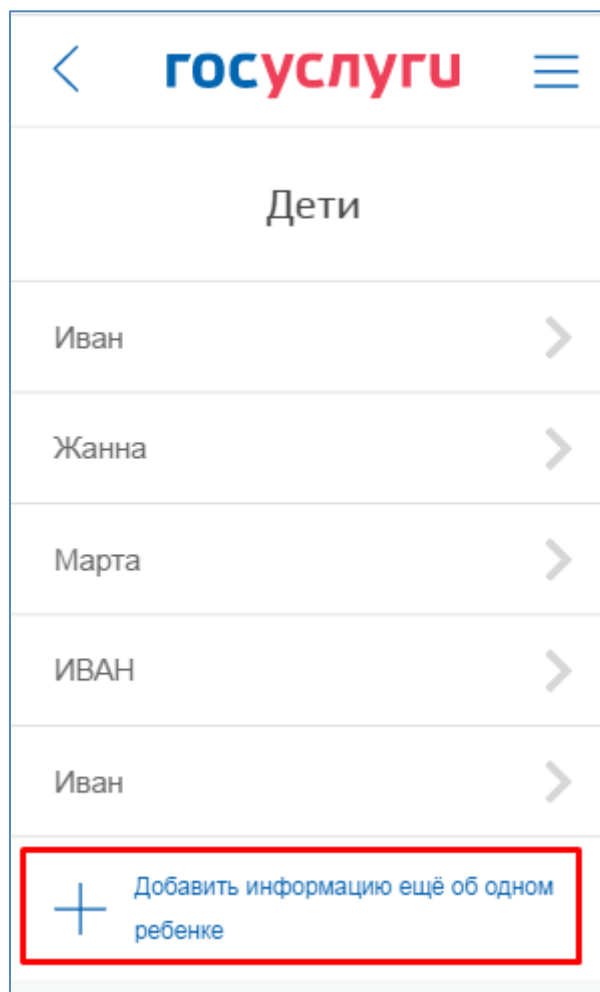 госуслуги
Дети
Иван
Жанна
Марта
ИВАН
Иван
Добавить информацию ещё об одном
ребенке